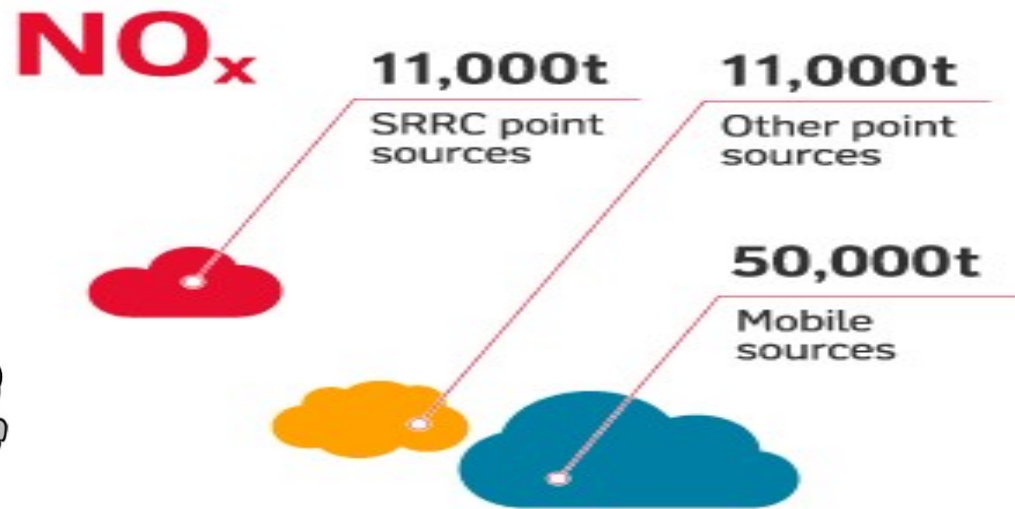 NOx
11,000t
SRRC point
sources
11,000t
Other point
sources
50,000t
Mobile
sources